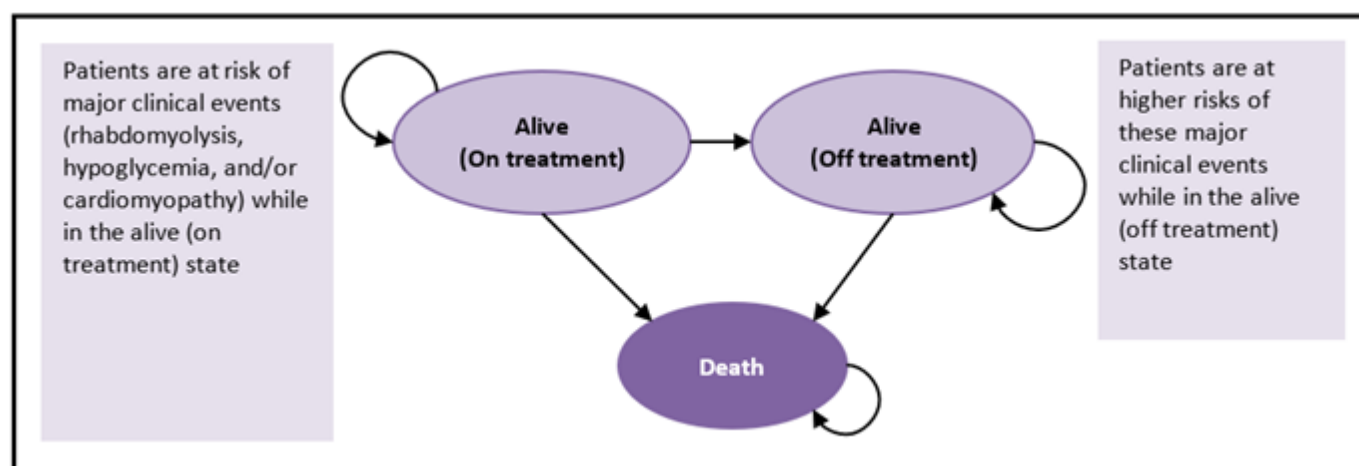 Patients are at risk of
major clinical events
(rhabdomyolysis,
hypoglycemia, and/or
cardiomyopathy) while
in the alive (on
treatment) state
Alive
(On treatment)
Alive
(Off treatment)
Death
Patients are at
higher risks of
these major
clinical events
while in the alive
(off treatment)
state